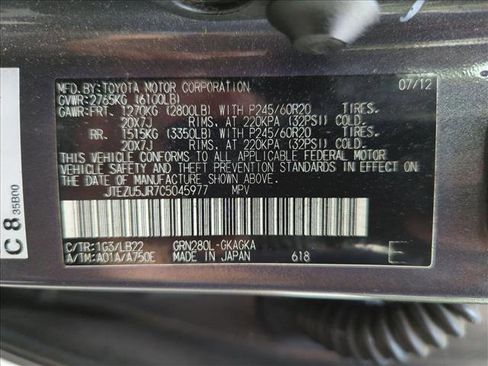 MFD.BY:TOYOTA MOTOR CORPORATION 07/12
GVWR:2765KG (6100LB)
GAWR:FRT. 1270KG (2800LB) WITH P245/60R20 TIRES,
20X7J RIMS, AT 220KPA (32PSI) COLD.
RR. 1515KG (3350LB) WITH P245/60R20 TIRES,
20X7J RIMS, AT 220KPA (32PSI) COLD.
THIS VEHICLE CONFORMS TO ALL APPLICABLE FEDERAL MOTOR
VEHICLE SAFETY AND THEFT PREVENTION STANDARDS IN
EFFECT ON THE DATE OF MANUFACTURE SHOWN ABOVE.
JTEZU5JR7C5045977 MPV
C/TR:1G3/LB22 GRN280L-GKAGKA E
A/TM:A01A/A750E MADE IN JAPAN 618
C 8 35B00